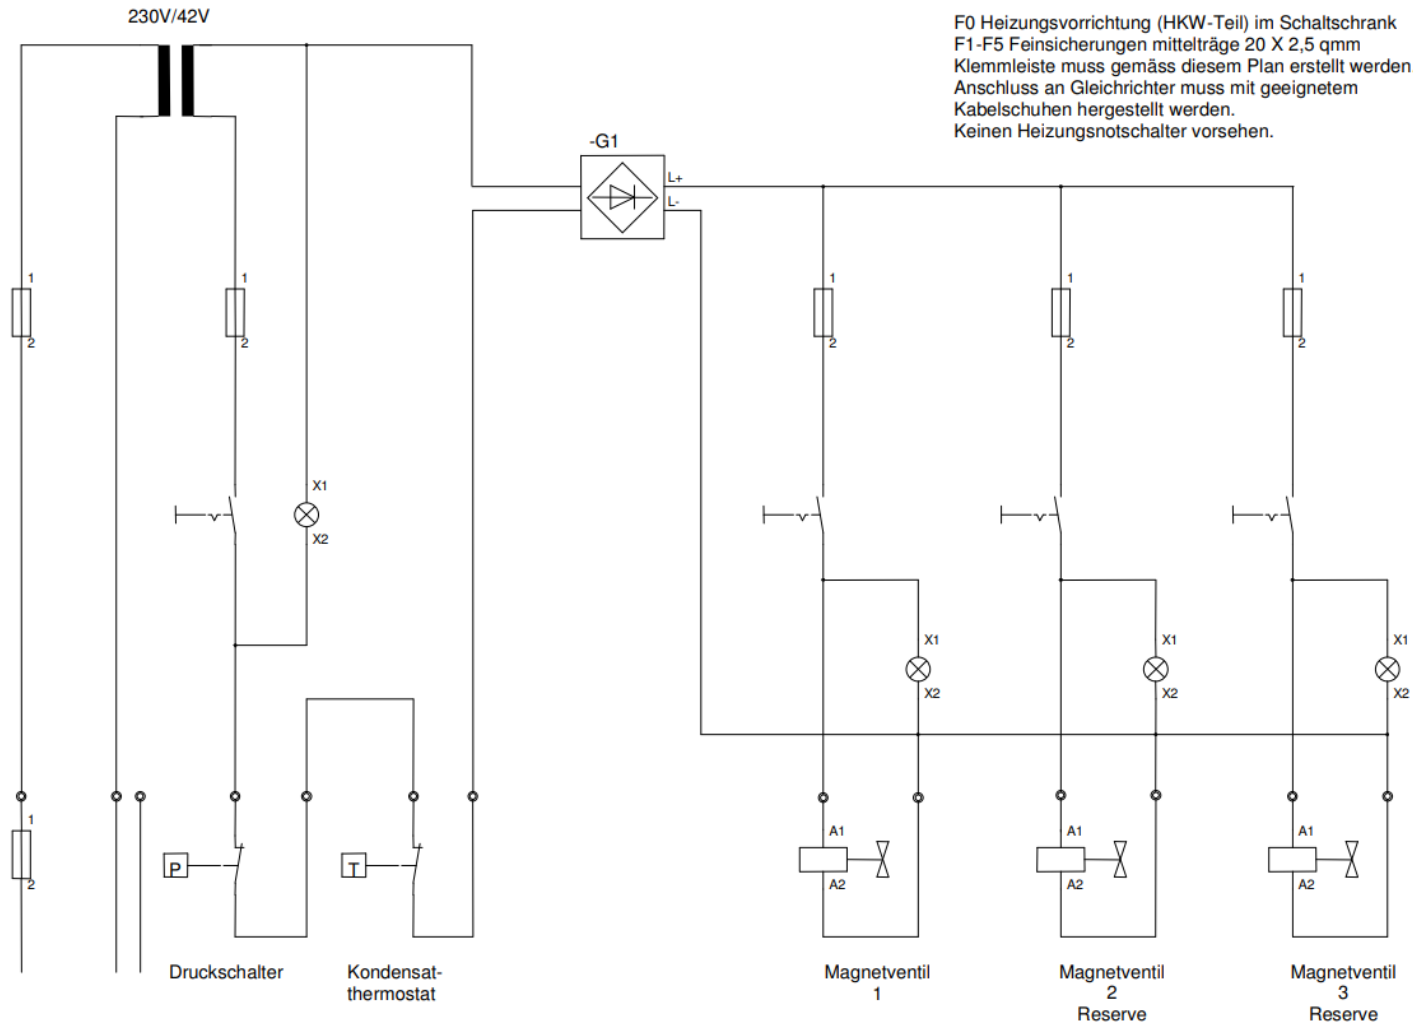 230V/42V
F0 Heizungsvorrichtung (HKW-Teil) im Schaltschrank
F1-F5 Feinsicherungen mittelträge 20 X 2,5 qmm
Klemmleiste muss gemäss diesem Plan erstellt werden
Anschluss an Gleichrichter muss mit geeignetem
Kabelschuhen hergestellt werden.
Keinen Heizungsnotschalter vorsehen.
-G1
L+
L-
1
1
1
1
1
2
2
2
2
2
X1
X2
X1
X1
X1
X2
X2
X2
1
2
P
T
A1
A2
A1
A2
A1
A2
Druckschalter
Kondensat-
thermostat
Magnetventil
1
Magnetventil
2
Reserve
Magnetventil
3
Reserve